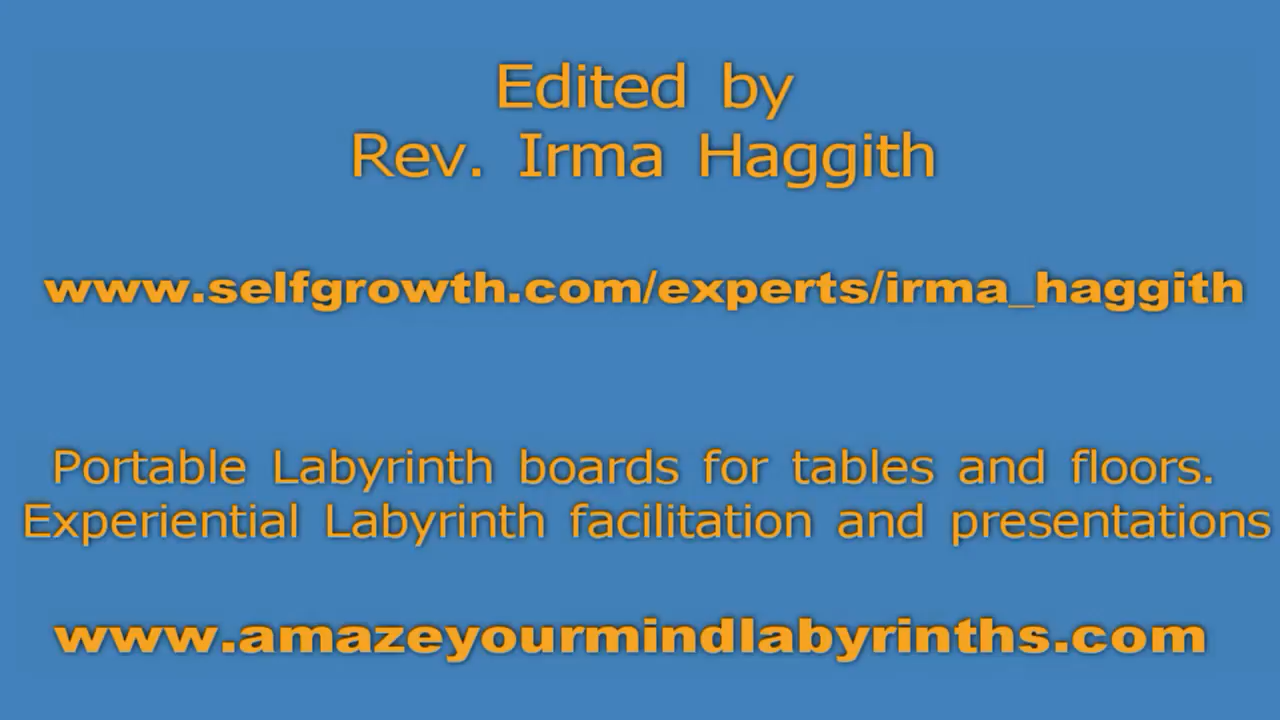 Edited by
Rev. Irma Haggith
www.selfgrowth.com/experts/irma_haggith
Portable Labyrinth boards for tables and floors.
Experiential Labyrinth facilitation and presentations
www.amazeyourmindlabyrinths.com